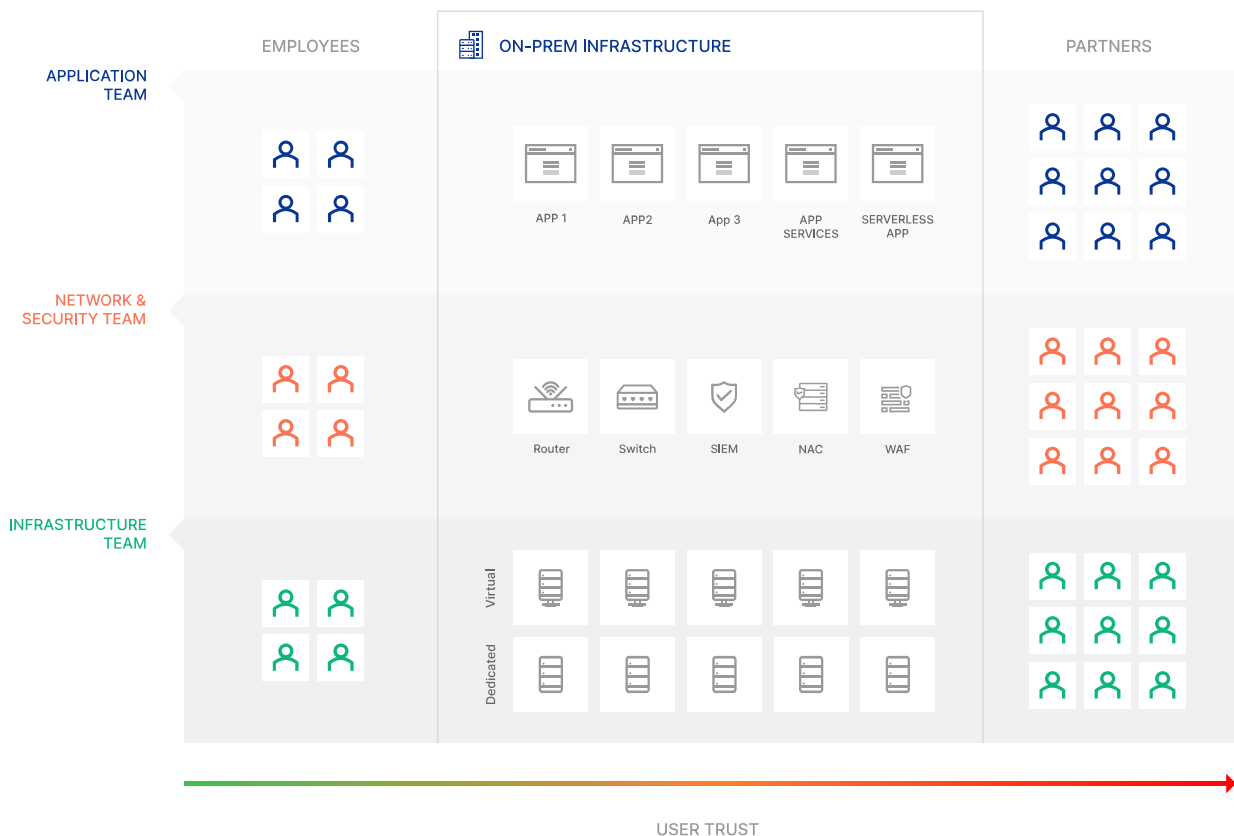 EMPLOYEES
ON-PREM INFRASTRUCTURE
PARTNERS
APPLICATION
TEAM
APP 1
APP2
App 3
APP
SERVICES
SERVERLESS
APP
NETWORK &
SECURITY TEAM
Router
Switch
SIEM
NAC
WAF
INFRASTRUCTURE
TEAM
Virtual
Dedicated
USER TRUST